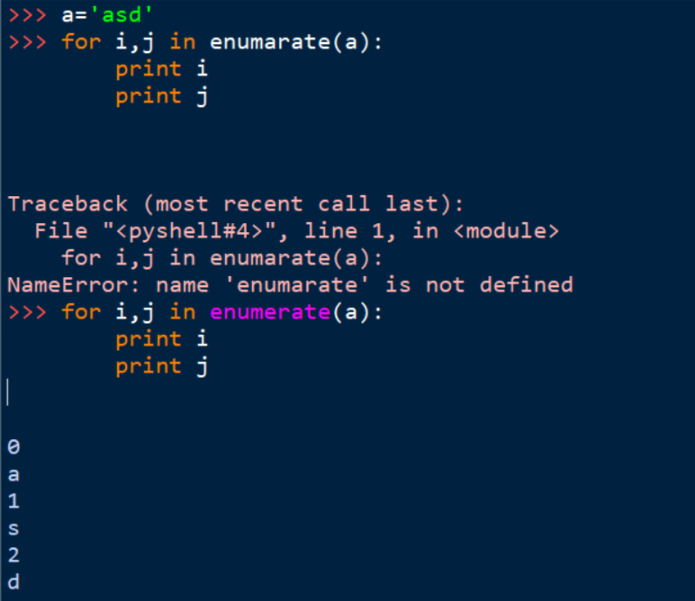 >>> a='asd'
>>> for i,j in enumarate(a):
        print i
        print j
Traceback (most recent call last):
  File "<pyshell#4>", line 1, in <module>
    for i,j in enumarate(a):
NameError: name 'enumarate' is not defined
>>> for i,j in enumerate(a):
        print i
        print j
0
a
1
s
2
d